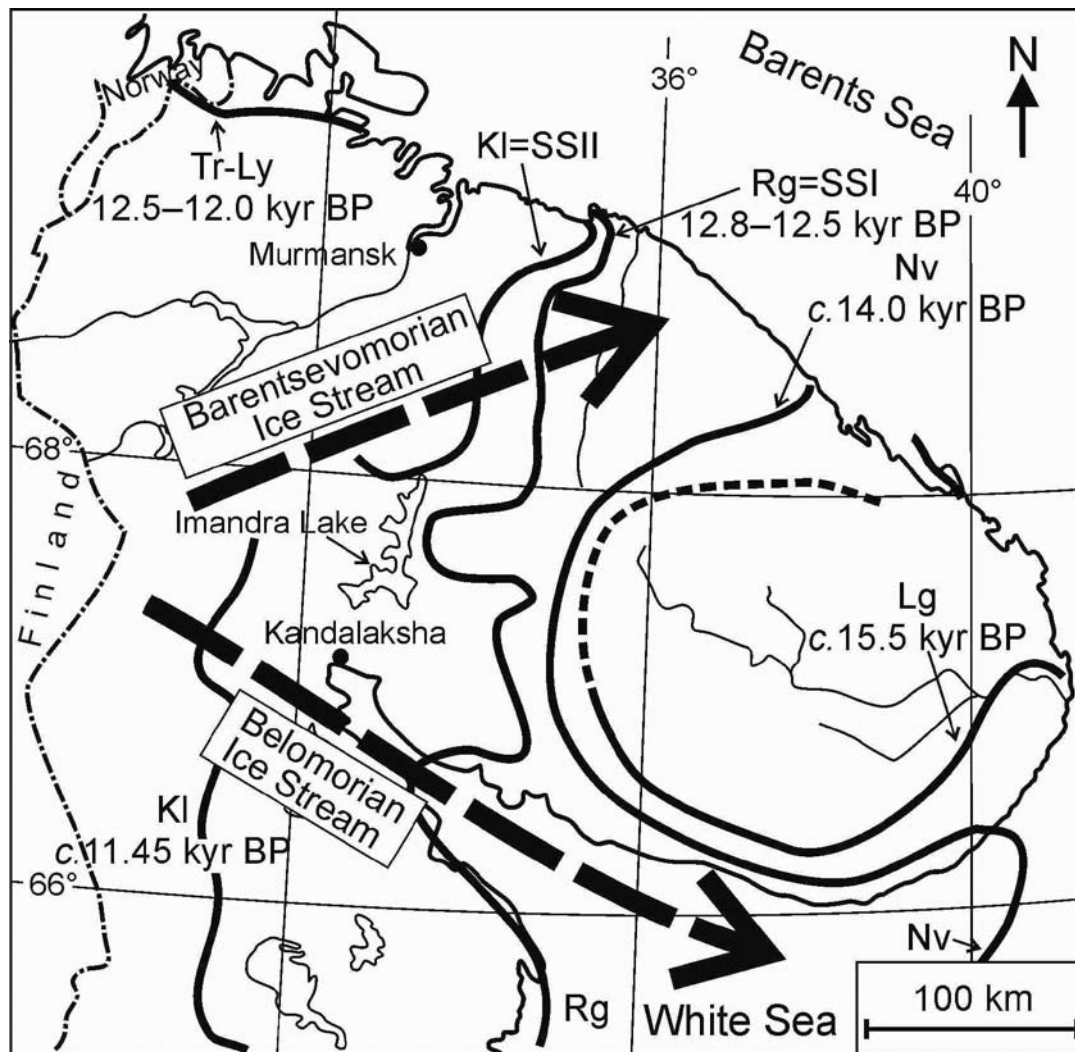 Norway
Barents Sea
N
36°
Kl=SSII
Tr-Ly
12.5–12.0 kyr BP
Rg=SSI
12.8–12.5 kyr BP
40°
Murmansk
Nv
c.14.0 kyr BP
Barentsevomorian
Ice Stream
68°
Imandra Lake
Finland
Kandalaksha
Lg
c.15.5 kyr BP
Belomorian
Ice Stream
Kl
c.11.45 kyr BP
66°
Nv
Rg
White Sea
100 km